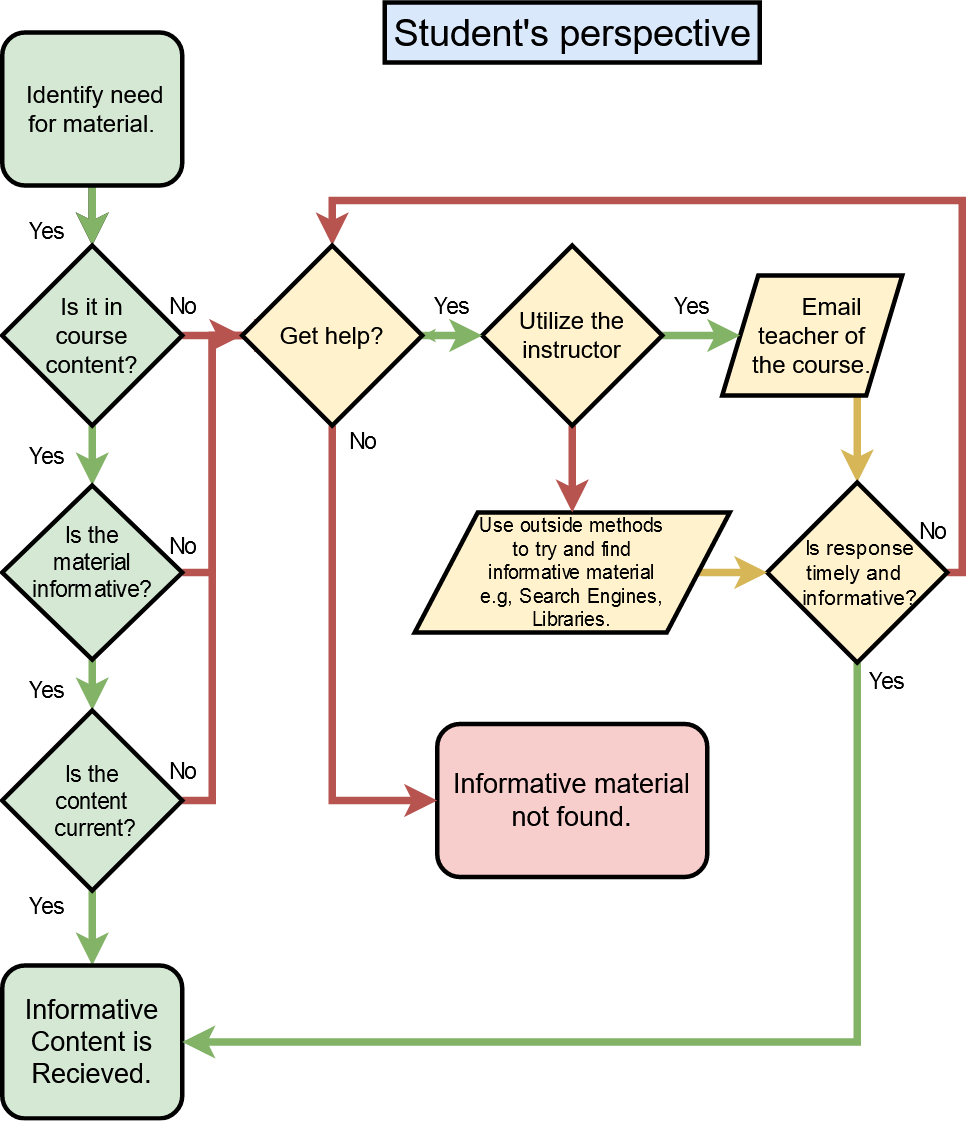 Student's perspective
Identify need
for material.
Yes
Is it in
course
content?
No
Get help?
Yes
Utilize the
instructor
Yes
Email
teacher of
the course.
No
Yes
Is the
material
informative?
No
Use outside methods
to try and find
informative material
e.g, Search Engines,
Libraries.
Is response
timely and
informative?
No
Yes
Yes
Is the
content
current?
No
Informative material
not found.
Yes
Informative
Content is
Recieved.